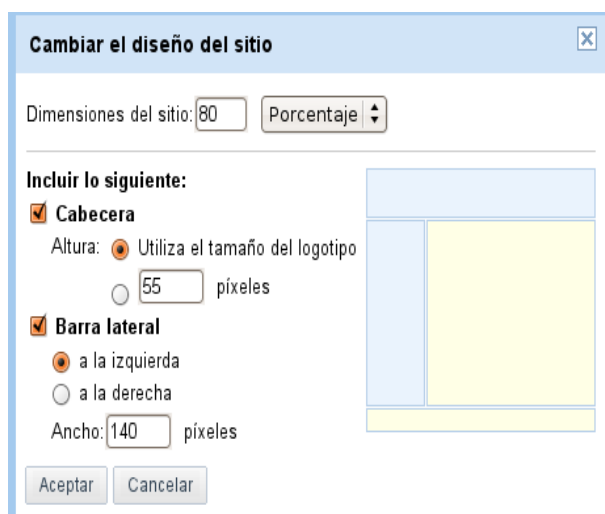 Cambiar el diseño del sitio
Dimensiones del sitio: 80 Porcentaje
Incluir lo siguiente:
Cabecera
Altura: Utiliza el tamaño del logotipo
55 píxeles
Barra lateral
a la izquierda
a la derecha
Ancho: 140 píxeles
Aceptar Cancelar